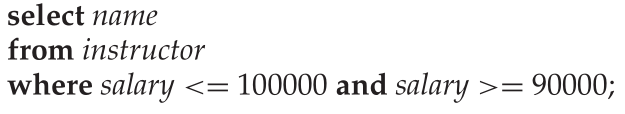 select name
from instructor
where salary <= 100000 and salary >= 90000;